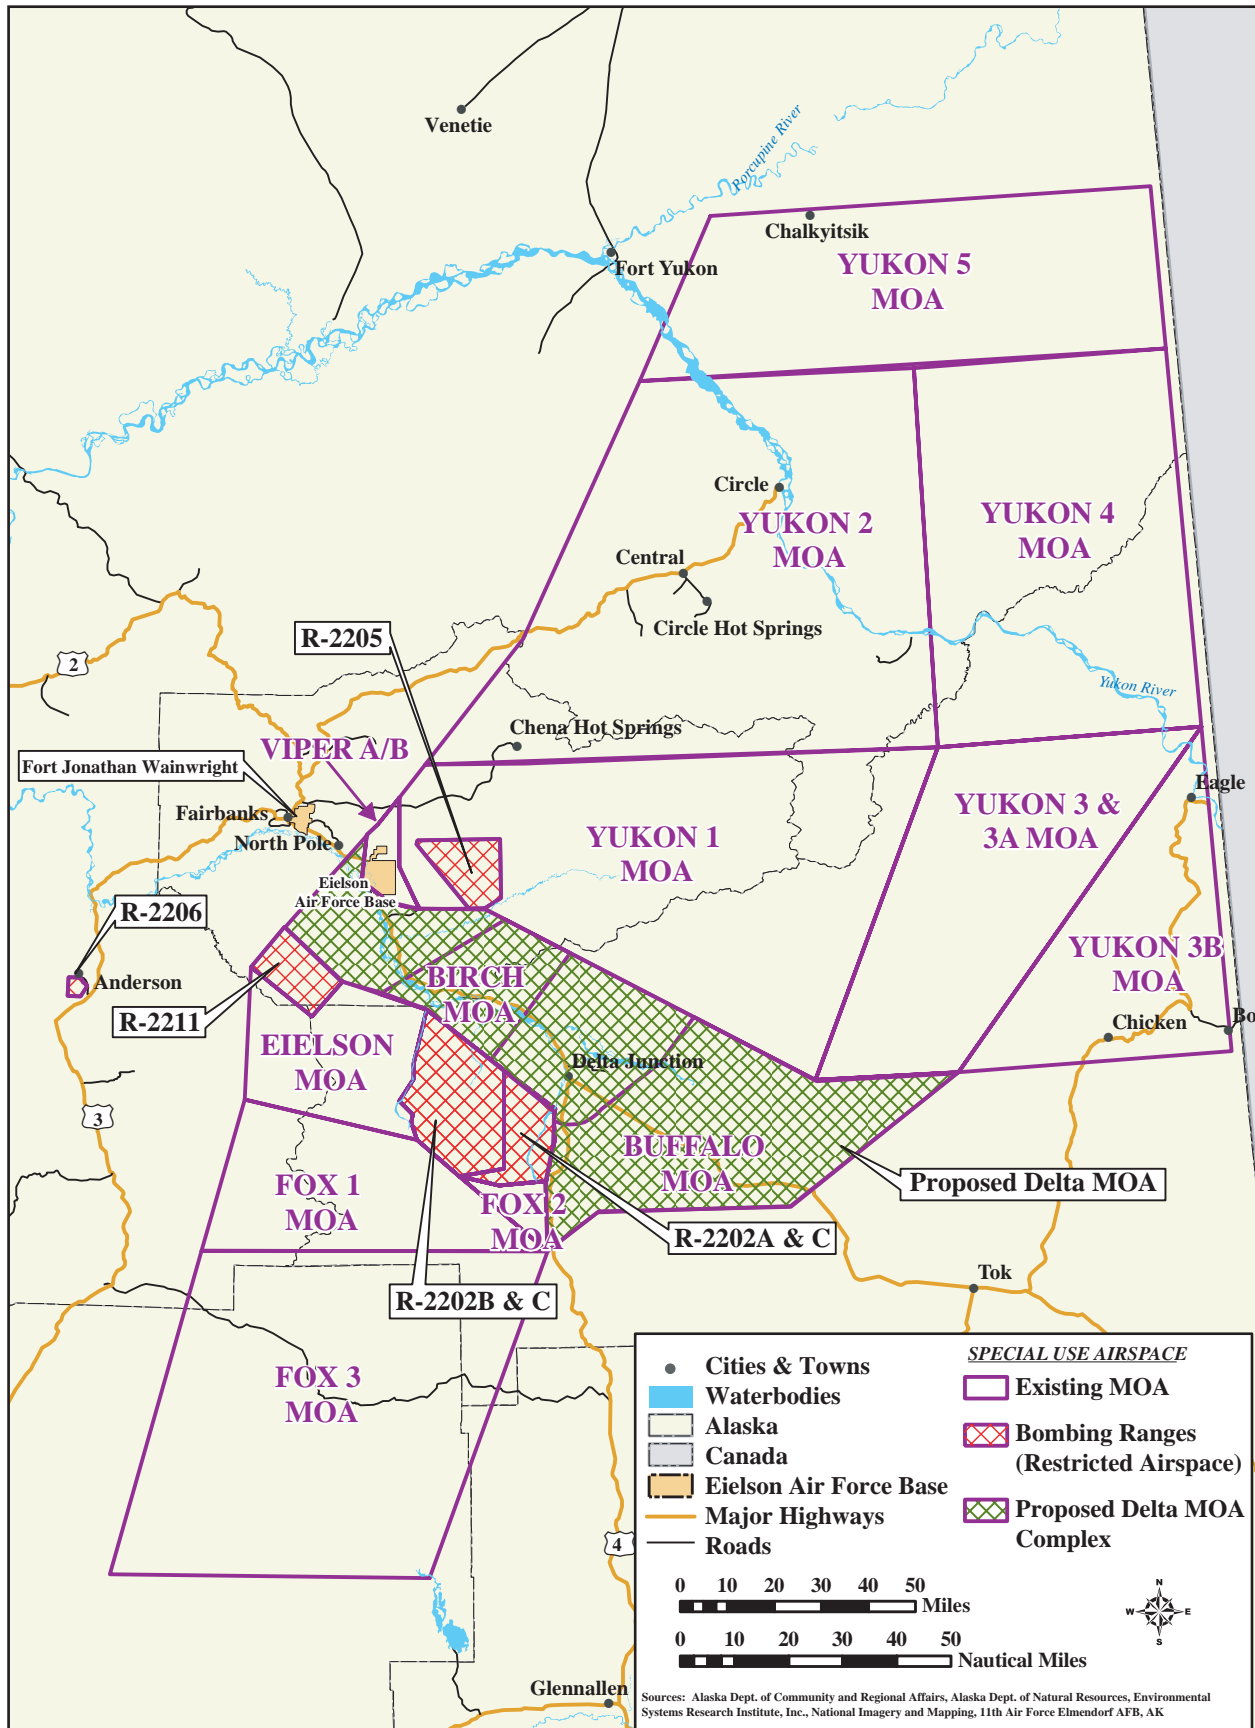 Venetie
Porcupine River
Chalkyitsik
Fort Yukon
YUKON 5
MOA
Circle
YUKON 2
MOA
YUKON 4
MOA
Central
Circle Hot Springs
R-2205
2
Yukon River
Chena Hot Springs
VIPER A/B
Fort Jonathan Wainwright
Eagle
Fairbanks
North Pole
YUKON 1
MOA
YUKON 3 &
3A MOA
Eielson
Air Force Base
R-2206
Anderson
R-2211
BIRCH
MOA
YUKON 3B
MOA
Chicken
Bo
EIELSON
MOA
Delta Junction
3
BUFFALO
MOA
Proposed Delta MOA
FOX 1
MOA
FOX 2
MOA
R-2202A & C
Tok
R-2202B & C
FOX 3
MOA
4
Glennallen
Cities & Towns
Waterbodies
Alaska
Canada
Eielson Air Force Base
Major Highways
Roads
SPECIAL USE AIRSPACE
Existing MOA
Bombing Ranges
(Restricted Airspace)
Proposed Delta MOA
Complex
0 10 20 30 40 50
Miles
0 10 20 30 40 50
Nautical Miles
N
W E
S
Sources: Alaska Dept. of Community and Regional Affairs, Alaska Dept. of Natural Resources, Environmental
Systems Research Institute, Inc., National Imagery and Mapping, 11th Air Force Elmendorf AFB, AK